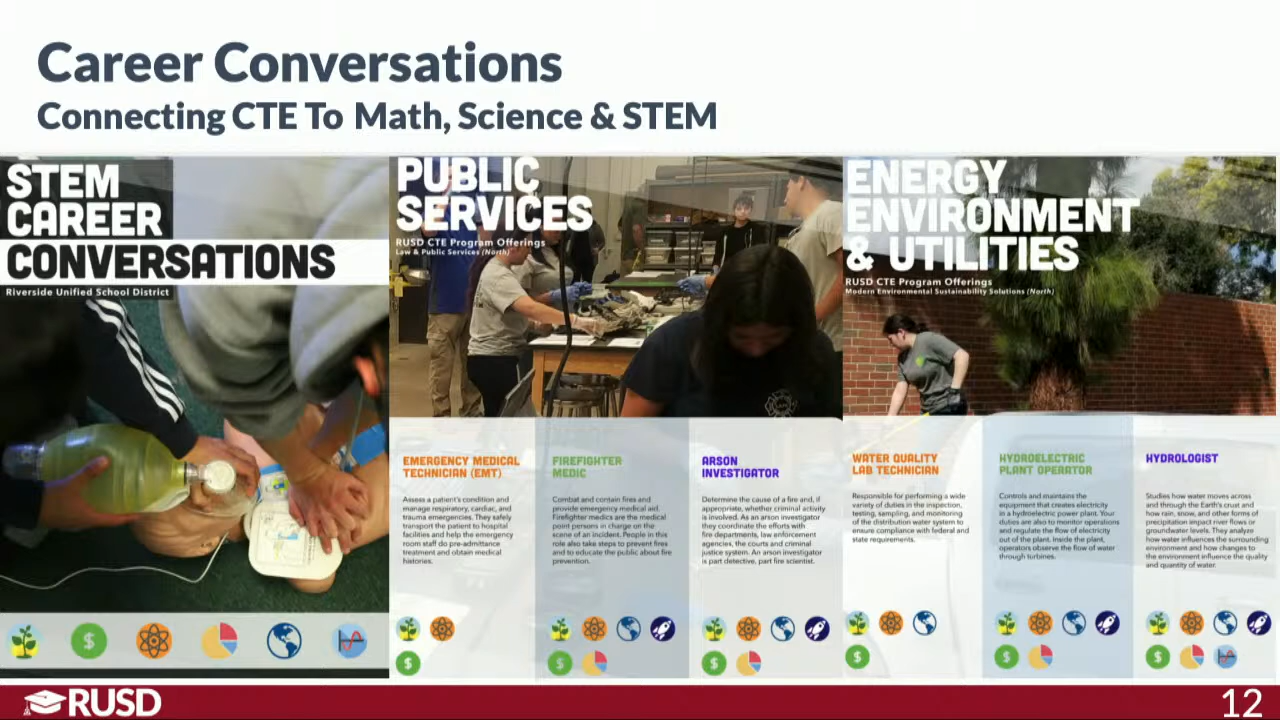 Career Conversations
Connecting CTE To Math, Science & STEM
STEM
CAREER
CONVERSATIONS
Riverside Unified School District
PUBLIC
SERVICES
RUSD CTE Program Offerings
Law & Public Services (North)
EMERGENCY MEDICAL
TECHNICIAN (EMT)
Assess a patient's condition and
manage respiratory, cardiac, and
trauma emergencies. They safely
transport the patient to hospital
facilities and help the emergency
room staff do pre-admittance
treatment and obtain medical
histories.
FIREFIGHTER
MEDIC
Combat and contain fires and
provide emergency medical aid.
Firefighter medics are the medical
point persons in charge on the
scene of an incident. People in this
role also take steps to prevent fires
and to educate the public about fire
prevention.
ARSON
INVESTIGATOR
Determine the cause of a fire and, if
appropriate, whether criminal activity
is involved. As an arson investigator
they coordinate the efforts with
fire departments, law enforcement
agencies, the courts and criminal
justice system. An arson investigator
is part detective, part fire scientist.
ENERGY
ENVIRONMENT
& UTILITIES
RUSD CTE Program Offerings
Modern Environmental Sustainability Solutions (North)
WATER QUALITY
LAB TECHNICIAN
Responsible for performing a wide
variety of duties in the inspection,
testing, sampling, and monitoring
of the distribution water system to
ensure compliance with federal and
state requirements.
HYDROELECTRIC
PLANT OPERATOR
Controls and maintains the
equipment that creates electricity
in a hydroelectric power plant. Your
duties are also to monitor operations
and regulate the flow of electricity
out of the plant. Inside the plant,
operators observe the flow of water
through turbines.
HYDROLOGIST
Studies how water moves across
and through the Earth's crust and
how rain, snow, and other forms of
precipitation impact river flows or
groundwater levels. They analyze
how water influences the surrounding
environment and how changes to
the environment influence the quality
and quantity of water.
RUSD
12